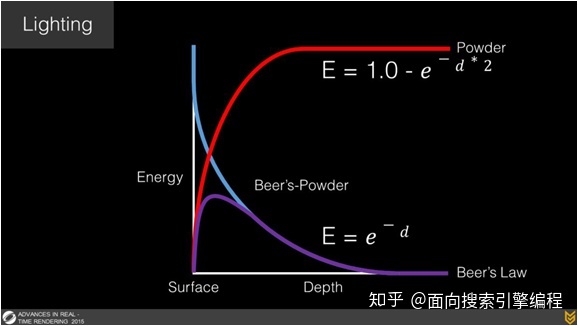 Lighting
Powder
E = 1.0 - e^-d*2
Energy
Beer's-Powder
E = e^-d
Beer's Law
Surface
Depth
知乎 @面向搜索引擎编程
ADVANCES IN REAL -
TIME RENDERING 2015